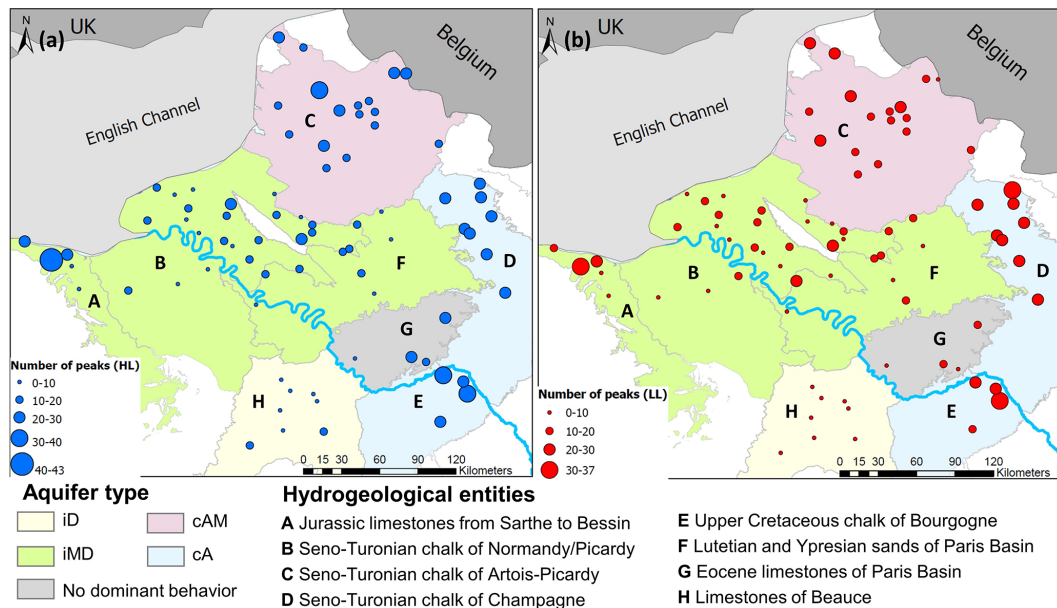 N
(a)
UK
Belgium
English Channel
C
B
F
D
A
G
H
E
Number of peaks (HL)
0-10
10-20
20-30
30-40
40-43
0 15 30 60 90 120
Kilometers
N
(b)
UK
Belgium
English Channel
C
B
F
D
A
G
H
E
Number of peaks (LL)
0-10
10-20
20-30
30-37
0 15 30 60 90 120
Kilometers
Aquifer type
iD
cAM
iMD
cA
No dominant behavior
Hydrogeological entities
A Jurassic limestones from Sarthe to Bessin
B Seno-Turonian chalk of Normandy/Picardy
C Seno-Turonian chalk of Artois-Picardy
D Seno-Turonian chalk of Champagne
E Upper Cretaceous chalk of Bourgogne
F Lutetian and Ypresian sands of Paris Basin
G Eocene limestones of Paris Basin
H Limestones of Beauce